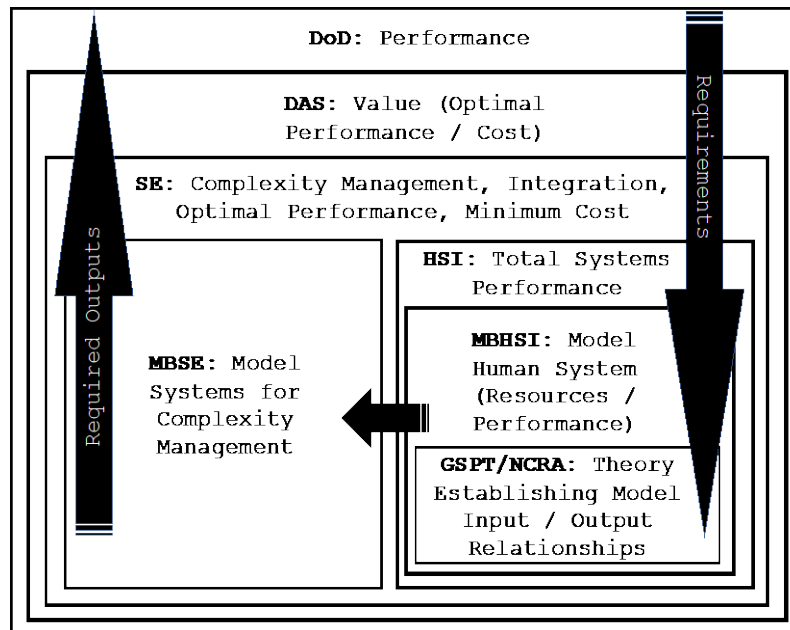 DoD: Performance
DAS: Value (Optimal
Performance / Cost)
SE: Complexity Management, Integration,
Optimal Performance, Minimum Cost
HSI: Total Systems
Performance
MBSE: Model
Systems for
Complexity
Management
MBHSI: Model
Human System
(Resources /
Performance)
GSPT/NCRA: Theory
Establishing Model
Input / Output
Relationships
Required Outputs
Requirements